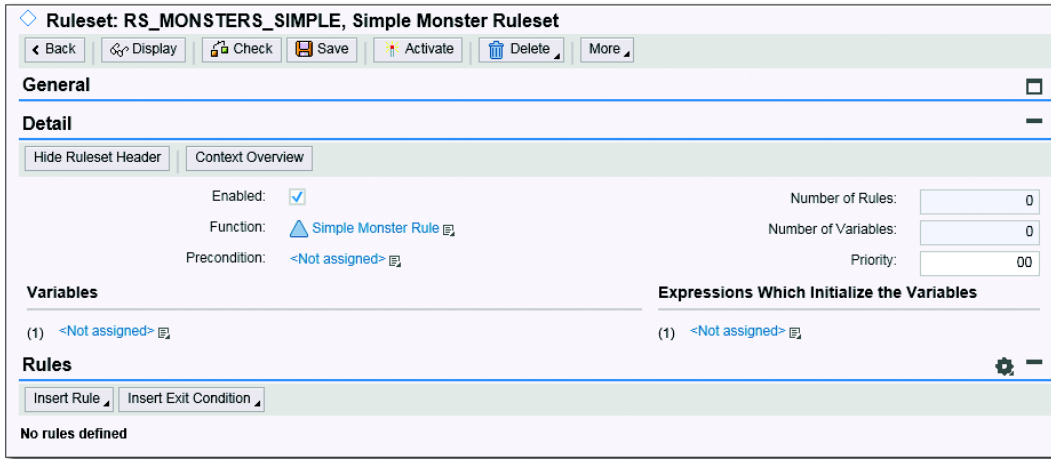 Ruleset: RS_MONSTERS_SIMPLE, Simple Monster Ruleset
Back Display Check Save Activate Delete More
General
Detail
Hide Ruleset Header Context Overview
Enabled: Number of Rules: 0
Function: Simple Monster Rule Number of Variables: 0
Precondition: <Not assigned> Priority: 00
Variables Expressions Which Initialize the Variables
(1) <Not assigned> (1) <Not assigned>
Rules
Insert Rule Insert Exit Condition
No rules defined